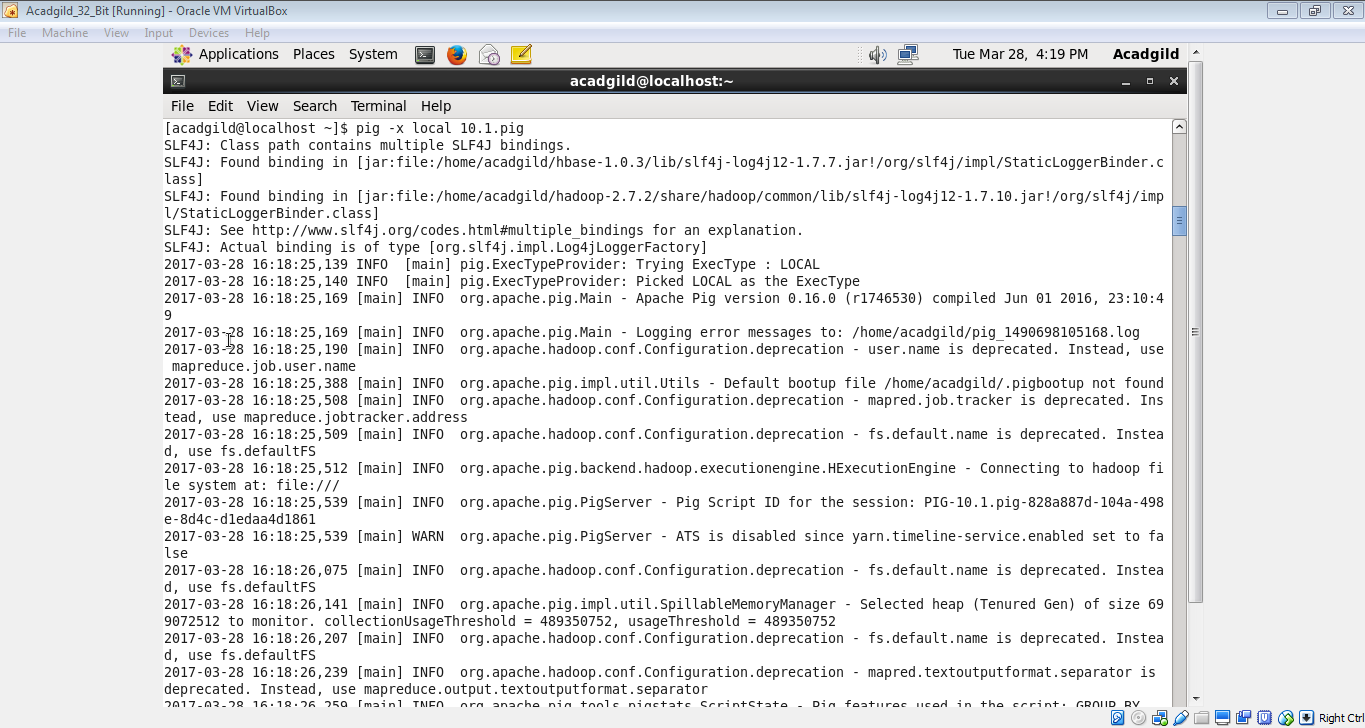 Acadgild_32_Bit [Running] - Oracle VM VirtualBox
File Machine View Input Devices Help
Applications Places System Tue Mar 28, 4:19 PM Acadgild
acadgild@localhost:~
File Edit View Search Terminal Help
[acadgild@localhost ~]$ pig -x local 10.1.pig
SLF4J: Class path contains multiple SLF4J bindings.
SLF4J: Found binding in [jar:file:/home/acadgild/hbase-1.0.3/lib/slf4j-log4j12-1.7.7.jar!/org/slf4j/impl/StaticLoggerBinder.c
lass]
SLF4J: Found binding in [jar:file:/home/acadgild/hadoop-2.7.2/share/hadoop/common/lib/slf4j-log4j12-1.7.10.jar!/org/slf4j/imp
l/StaticLoggerBinder.class]
SLF4J: See http://www.slf4j.org/codes.html#multiple_bindings for an explanation.
SLF4J: Actual binding is of type [org.slf4j.impl.Log4jLoggerFactory]
2017-03-28 16:18:25,139 INFO  [main] pig.ExecTypeProvider: Trying ExecType : LOCAL
2017-03-28 16:18:25,140 INFO  [main] pig.ExecTypeProvider: Picked LOCAL as the ExecType
2017-03-28 16:18:25,169 [main] INFO  org.apache.pig.Main - Apache Pig version 0.16.0 (r1746530) compiled Jun 01 2016, 23:10:4
9
2017-03-28 16:18:25,169 [main] INFO  org.apache.pig.Main - Logging error messages to: /home/acadgild/pig_1490698105168.log
2017-03-28 16:18:25,190 [main] INFO  org.apache.hadoop.conf.Configuration.deprecation - user.name is deprecated. Instead, use
 mapreduce.job.user.name
2017-03-28 16:18:25,388 [main] INFO  org.apache.pig.impl.util.Utils - Default bootup file /home/acadgild/.pigbootup not found
2017-03-28 16:18:25,508 [main] INFO  org.apache.hadoop.conf.Configuration.deprecation - mapred.job.tracker is deprecated. Ins
tead, use mapreduce.jobtracker.address
2017-03-28 16:18:25,509 [main] INFO  org.apache.hadoop.conf.Configuration.deprecation - fs.default.name is deprecated. Instea
d, use fs.defaultFS
2017-03-28 16:18:25,512 [main] INFO  org.apache.pig.backend.hadoop.executionengine.HExecutionEngine - Connecting to hadoop fi
le system at: file:///
2017-03-28 16:18:25,539 [main] INFO  org.apache.pig.PigServer - Pig Script ID for the session: PIG-10.1.pig-828a887d-104a-498
e-8d4c-d1edaa4d1861
2017-03-28 16:18:25,539 [main] WARN  org.apache.pig.PigServer - ATS is disabled since yarn.timeline-service.enabled set to fa
lse
2017-03-28 16:18:26,075 [main] INFO  org.apache.hadoop.conf.Configuration.deprecation - fs.default.name is deprecated. Instea
d, use fs.defaultFS
2017-03-28 16:18:26,141 [main] INFO  org.apache.pig.impl.util.SpillableMemoryManager - Selected heap (Tenured Gen) of size 69
9072512 to monitor. collectionUsageThreshold = 489350752, usageThreshold = 489350752
2017-03-28 16:18:26,207 [main] INFO  org.apache.hadoop.conf.Configuration.deprecation - fs.default.name is deprecated. Instea
d, use fs.defaultFS
2017-03-28 16:18:26,239 [main] INFO  org.apache.hadoop.conf.Configuration.deprecation - mapred.textoutputformat.separator is
deprecated. Instead, use mapreduce.output.textoutputformat.separator
2017-03-28 16:18:26,259 [main] INFO  org.apache.pig.tools.pigstats.ScriptState - Pig features used in the script: GROUP_BY
Right Ctrl